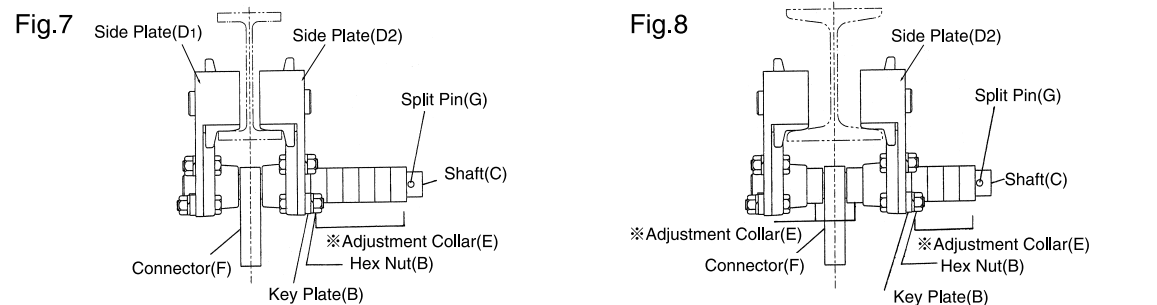 Fig.7
Side Plate(D1)
Side Plate(D2)
Split Pin(G)
Shaft(C)
※Adjustment Collar(E)
Hex Nut(B)
Connector(F)
Key Plate(B)
Fig.8
Side Plate(D2)
Split Pin(G)
Shaft(C)
※Adjustment Collar(E)
※Adjustment Collar(E)
Connector(F)
Hex Nut(B)
Key Plate(B)